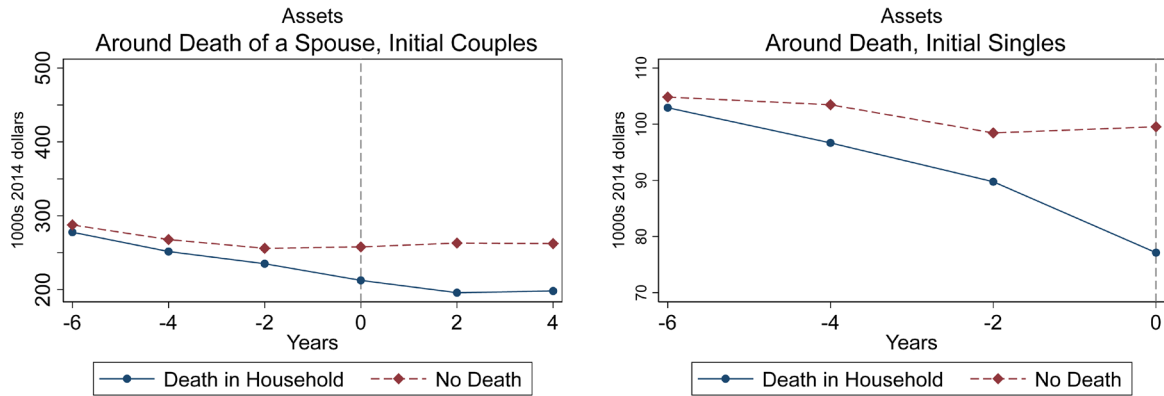 Assets
Around Death of a Spouse, Initial Couples
1000s 2014 dollars
500
400
300
200
-6 -4 -2 0 2 4
Years
Death in Household No Death
Assets
Around Death, Initial Singles
1000s 2014 dollars
110
100
90
80
70
-6 -4 -2 0
Years
Death in Household No Death